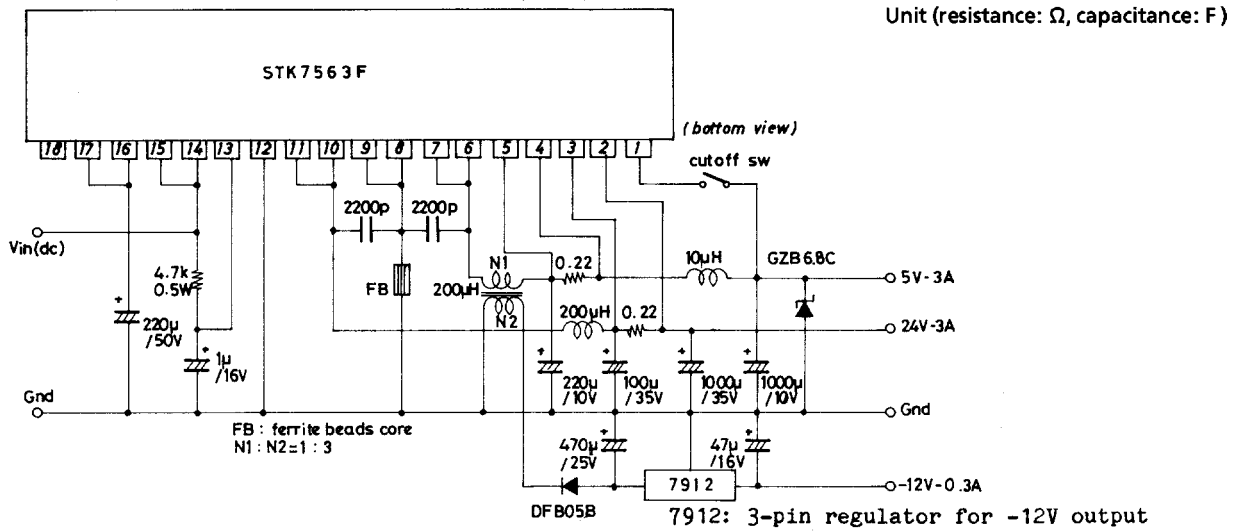 Unit (resistance: Ω, capacitance: F)
STK7563F
(bottom view)
18 17 16 15 14 13 12 11 10 9 8 7 6 5 4 3 2 1
cutoff sw
2200p 2200p
Vin(dc)
4.7k
0.5W
FB
200µH
N1
N2
0.22
10µH
GZB6.8C
5V-3A
200µH
0.22
24V-3A
220µ
/50V
1µ
/16V
220µ
/10V
100µ
/35V
1000µ
/35V
1000µ
/10V
Gnd
Gnd
FB : ferrite beads core
N1 : N2=1 : 3
470µ
/25V
47µ
/16V
7912
-12V-0.3A
DFB05B
7912: 3-pin regulator for -12V output